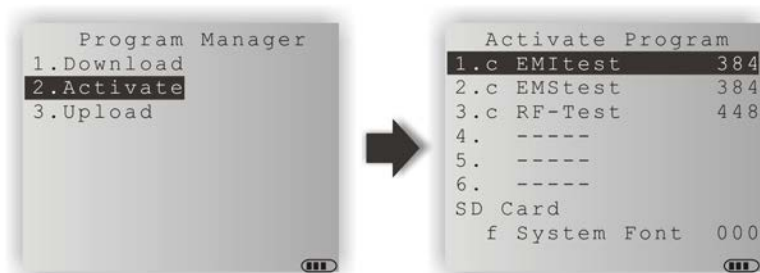 Program Manager
1.Download
2.Activate
3.Upload
Activate Program
1.c EMItest 384
2.c EMStest 384
3.c RF-Test 448
4. -----
5. -----
6. -----
SD Card
f System Font 000